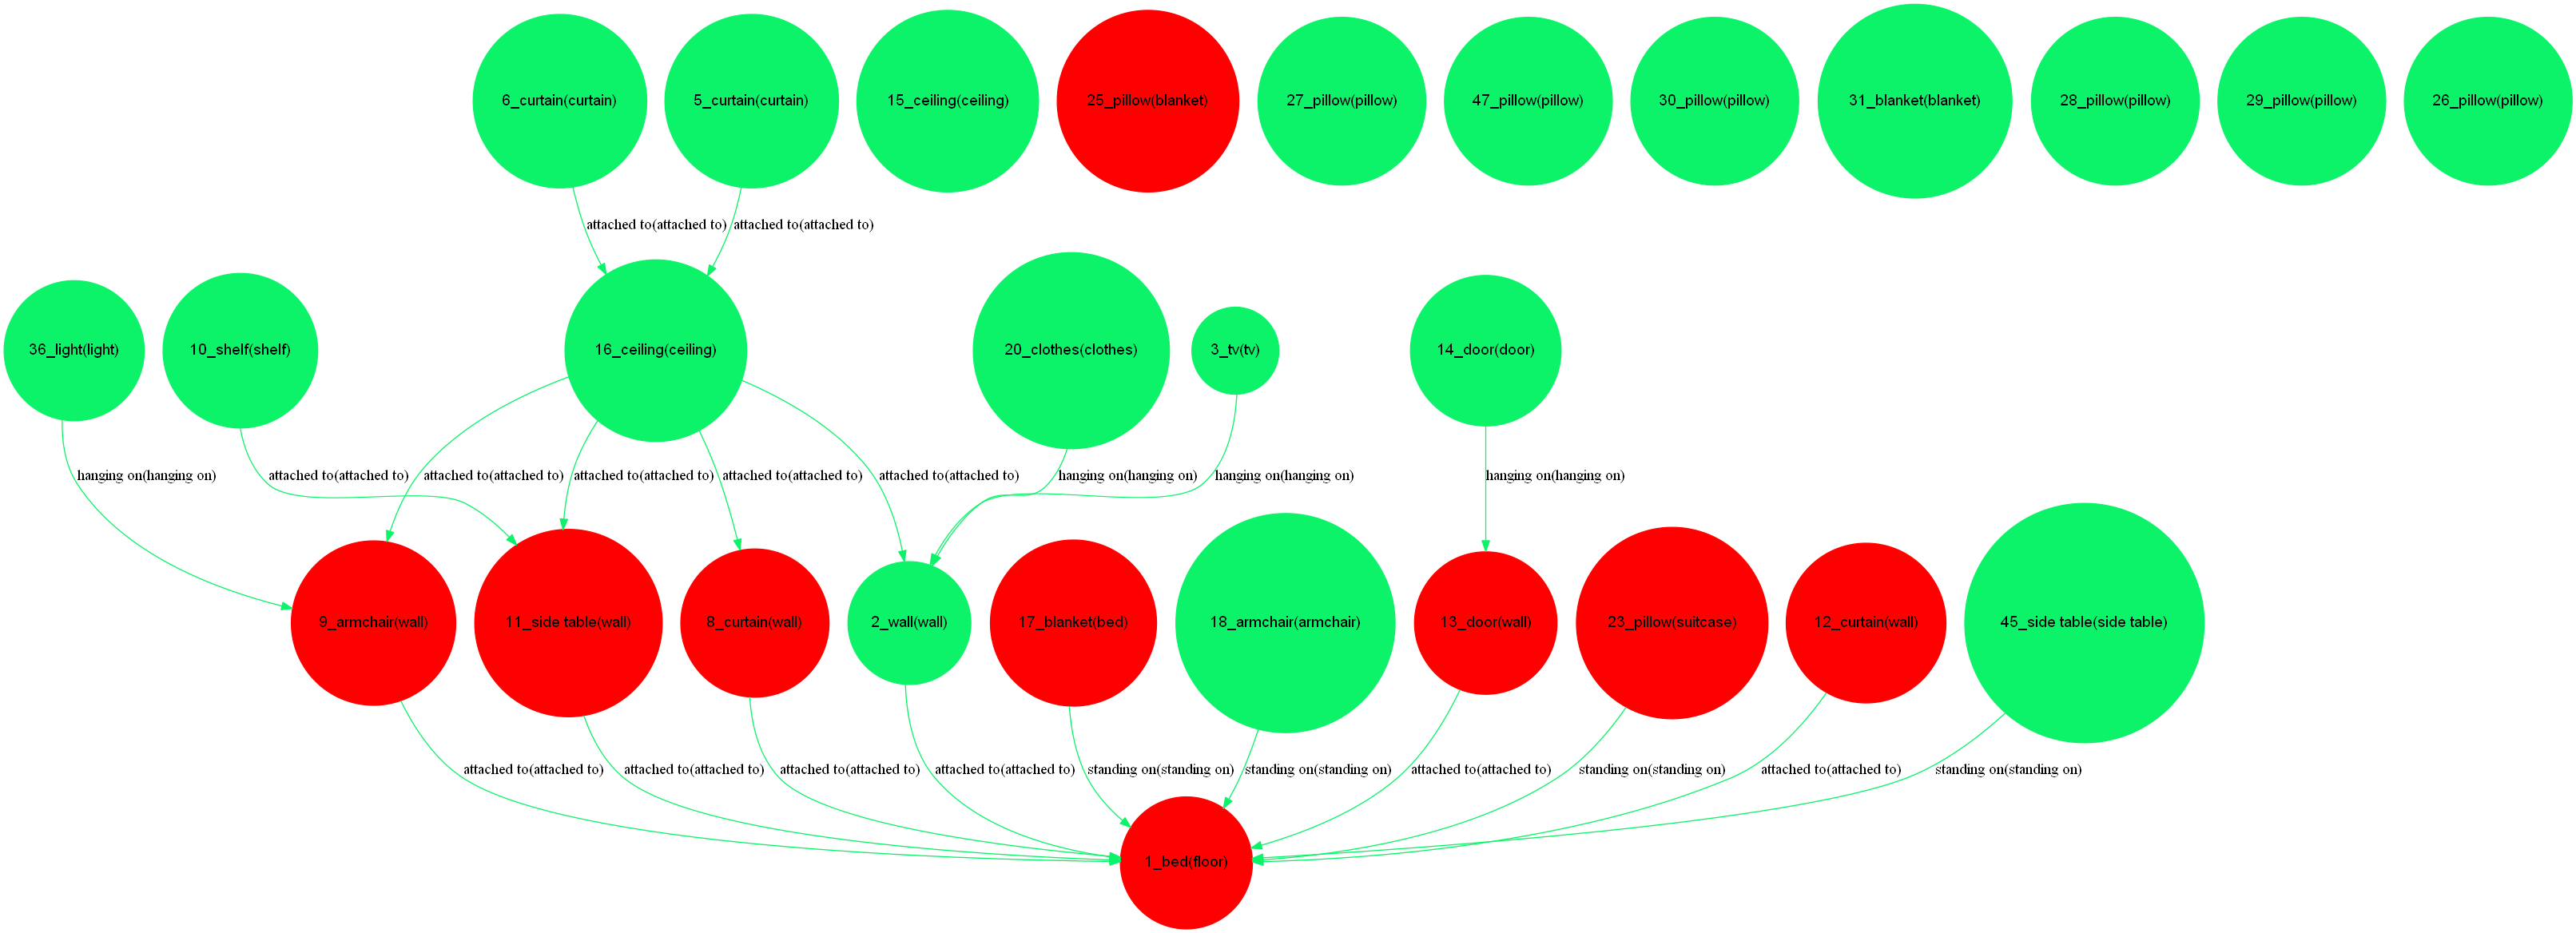 6_curtain(curtain)
5_curtain(curtain)
15_ceiling(ceiling)
25_pillow(blanket)
27_pillow(pillow)
47_pillow(pillow)
30_pillow(pillow)
31_blanket(blanket)
28_pillow(pillow)
29_pillow(pillow)
26_pillow(pillow)
attached to(attached to)
attached to(attached to)
36_light(light)
10_shelf(shelf)
16_ceiling(ceiling)
20_clothes(clothes)
3_tv(tv)
14_door(door)
hanging on(hanging on)
attached to(attached to)
attached to(attached to)
attached to(attached to)
attached to(attached to)
attached to(attached to)
hanging on(hanging on)
hanging on(hanging on)
hanging on(hanging on)
9_armchair(wall)
11_side table(wall)
8_curtain(wall)
2_wall(wall)
17_blanket(bed)
18_armchair(armchair)
13_door(wall)
23_pillow(suitcase)
12_curtain(wall)
45_side table(side table)
attached to(attached to)
attached to(attached to)
attached to(attached to)
attached to(attached to)
standing on(standing on)
standing on(standing on)
attached to(attached to)
standing on(standing on)
attached to(attached to)
standing on(standing on)
1_bed(floor)